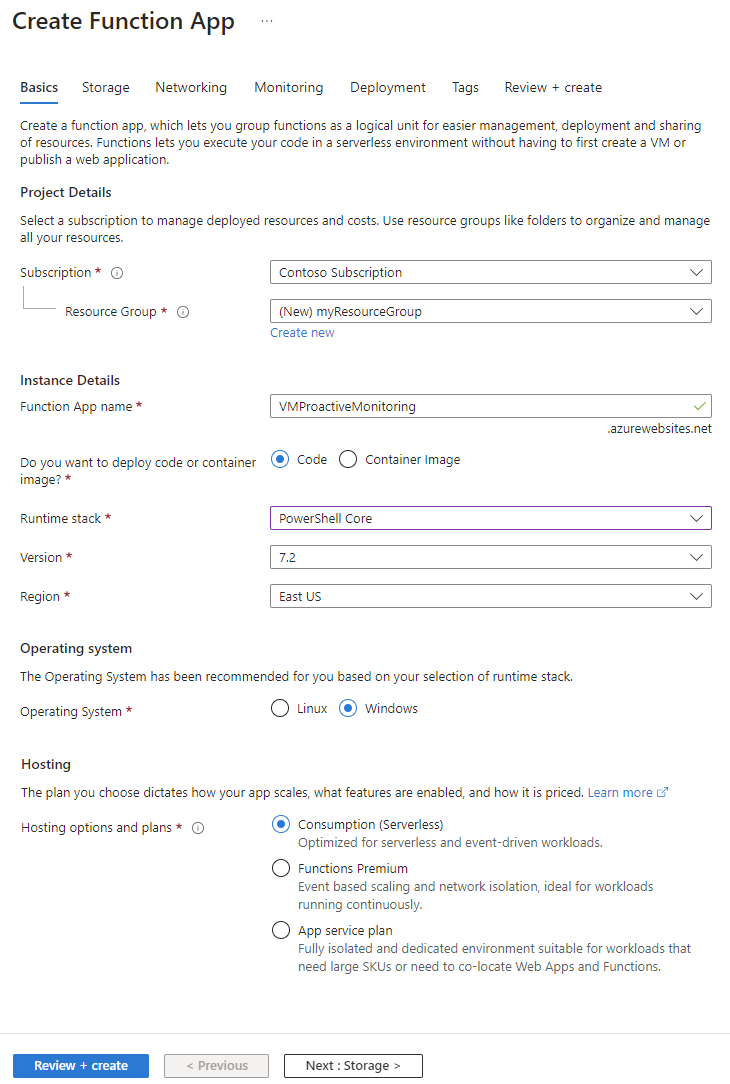 Create Function App ...
Basics Storage Networking Monitoring Deployment Tags Review + create
Create a function app, which lets you group functions as a logical unit for easier management, deployment and sharing
of resources. Functions lets you execute your code in a serverless environment without having to first create a VM or
publish a web application.
Project Details
Select a subscription to manage deployed resources and costs. Use resource groups like folders to organize and manage
all your resources.
Subscription * Contoso Subscription
Resource Group * (New) myResourceGroup
Create new
Instance Details
Function App name * VMProactiveMonitoring
.azurewebsites.net
Do you want to deploy code or container
image? *
Code Container Image
Runtime stack * PowerShell Core
Version * 7.2
Region * East US
Operating system
The Operating System has been recommended for you based on your selection of runtime stack.
Operating System * Linux Windows
Hosting
The plan you choose dictates how your app scales, what features are enabled, and how it is priced. Learn more
Hosting options and plans * Consumption (Serverless)
Optimized for serverless and event-driven workloads.
Functions Premium
Event based scaling and network isolation, ideal for workloads
running continuously.
App service plan
Fully isolated and dedicated environment suitable for workloads that
need large SKUs or need to co-locate Web Apps and Functions.
Review + create < Previous Next : Storage >